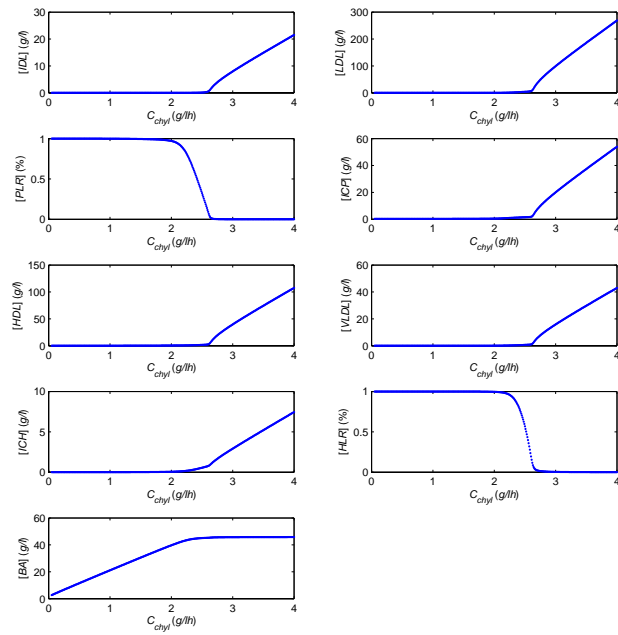 30
20
10
0
[IDL] (g/l)
0 1 2 3 4
C_chyl (g/lh)
300
200
100
0
[LDL] (g/l)
0 1 2 3 4
C_chyl (g/lh)
1
0.5
0
[PLR] (%)
0 1 2 3 4
C_chyl (g/lh)
60
40
20
0
[ICP] (g/l)
0 1 2 3 4
C_chyl (g/lh)
150
100
50
0
[HDL] (g/l)
0 1 2 3 4
C_chyl (g/lh)
60
40
20
0
[VLDL] (g/l)
0 1 2 3 4
C_chyl (g/lh)
10
5
0
[ICH] (g/l)
0 1 2 3 4
C_chyl (g/lh)
1
0.5
0
[HLR] (%)
0 1 2 3 4
C_chyl (g/lh)
60
40
20
0
[BA] (g/l)
0 1 2 3 4
C_chyl (g/lh)